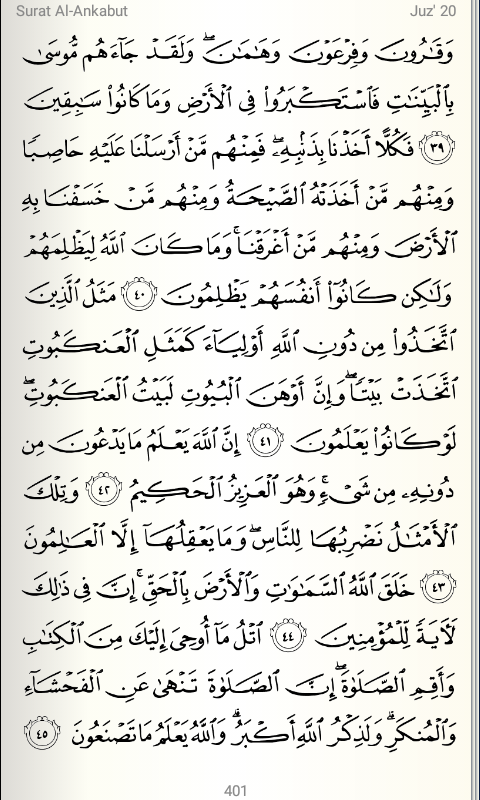 Surat Al-Ankabut Juz' 20
وَقَـٰرُونَ وَفِرْعَوْنَ وَهَـٰمَـٰنَ ۖ وَلَقَدْ جَآءَهُم مُّوسَىٰ
بِٱلْبَيِّنَـٰتِ فَٱسْتَكْبَرُوا۟ فِى ٱلْأَرْضِ وَمَا كَانُوا۟ سَـٰبِقِينَ
٣٩ فَكُلًّا أَخَذْنَا بِذَنۢبِهِۦ ۖ فَمِنْهُم مَّنْ أَرْسَلْنَا عَلَيْهِ حَاصِبًا
وَمِنْهُم مَّنْ أَخَذَتْهُ ٱلصَّيْحَةُ وَمِنْهُم مَّنْ خَسَفْنَا بِهِ
ٱلْأَرْضَ وَمِنْهُم مَّنْ أَغْرَقْنَا ۚ وَمَا كَانَ ٱللَّهُ لِيَظْلِمَهُمْ
وَلَـٰكِن كَانُوٓا۟ أَنفُسَهُمْ يَظْلِمُونَ ٤٠ مَثَلُ ٱلَّذِينَ
ٱتَّخَذُوا۟ مِن دُونِ ٱللَّهِ أَوْلِيَآءَ كَمَثَلِ ٱلْعَنكَبُوتِ
ٱتَّخَذَتْ بَيْتًا ۖ وَإِنَّ أَوْهَنَ ٱلْبُيُوتِ لَبَيْتُ ٱلْعَنكَبُوتِ ۖ
لَوْ كَانُوا۟ يَعْلَمُونَ ٤١ إِنَّ ٱللَّهَ يَعْلَمُ مَا يَدْعُونَ مِن
دُونِهِۦ مِن شَىْءٍ ۚ وَهُوَ ٱلْعَزِيزُ ٱلْحَكِيمُ ٤٢ وَتِلْكَ
ٱلْأَمْثَـٰلُ نَضْرِبُهَا لِلنَّاسِ ۖ وَمَا يَعْقِلُهَآ إِلَّا ٱلْعَـٰلِمُونَ
٤٣ خَلَقَ ٱللَّهُ ٱلسَّمَـٰوَٰتِ وَٱلْأَرْضَ بِٱلْحَقِّ ۚ إِنَّ فِى ذَٰلِكَ
لَـَٔايَةً لِّلْمُؤْمِنِينَ ٤٤ ٱتْلُ مَآ أُوحِىَ إِلَيْكَ مِنَ ٱلْكِتَـٰبِ
وَأَقِمِ ٱلصَّلَوٰةَ ۖ إِنَّ ٱلصَّلَوٰةَ تَنْهَىٰ عَنِ ٱلْفَحْشَآءِ
وَٱلْمُنكَرِ ۗ وَلَذِكْرُ ٱللَّهِ أَكْبَرُ ۗ وَٱللَّهُ يَعْلَمُ مَا تَصْنَعُونَ ٤٥
401